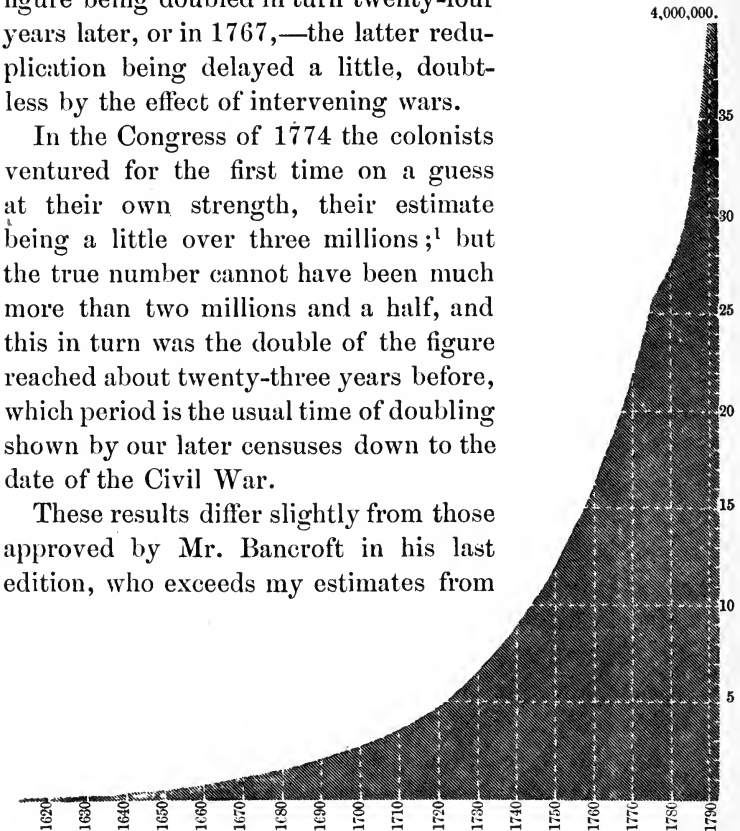 figure being doubled in turn twenty-four
years later, or in 1767,—the latter redu-
plication being delayed a little, doubt-
less by the effect of intervening wars.
In the Congress of 1774 the colonists
ventured for the first time on a guess
at their own strength, their estimate
being a little over three millions;¹ but
the true number cannot have been much
more than two millions and a half, and
this in turn was the double of the figure
reached about twenty-three years before,
which period is the usual time of doubling
shown by our later censuses down to the
date of the Civil War.
These results differ slightly from those
approved by Mr. Bancroft in his last
edition, who exceeds my estimates from
4,000,000.
35
30
25
20
15
10
5
1620
1630
1640
1650
1660
1670
1680
1690
1700
1710
1720
1730
1740
1750
1760
1770
1780
1790